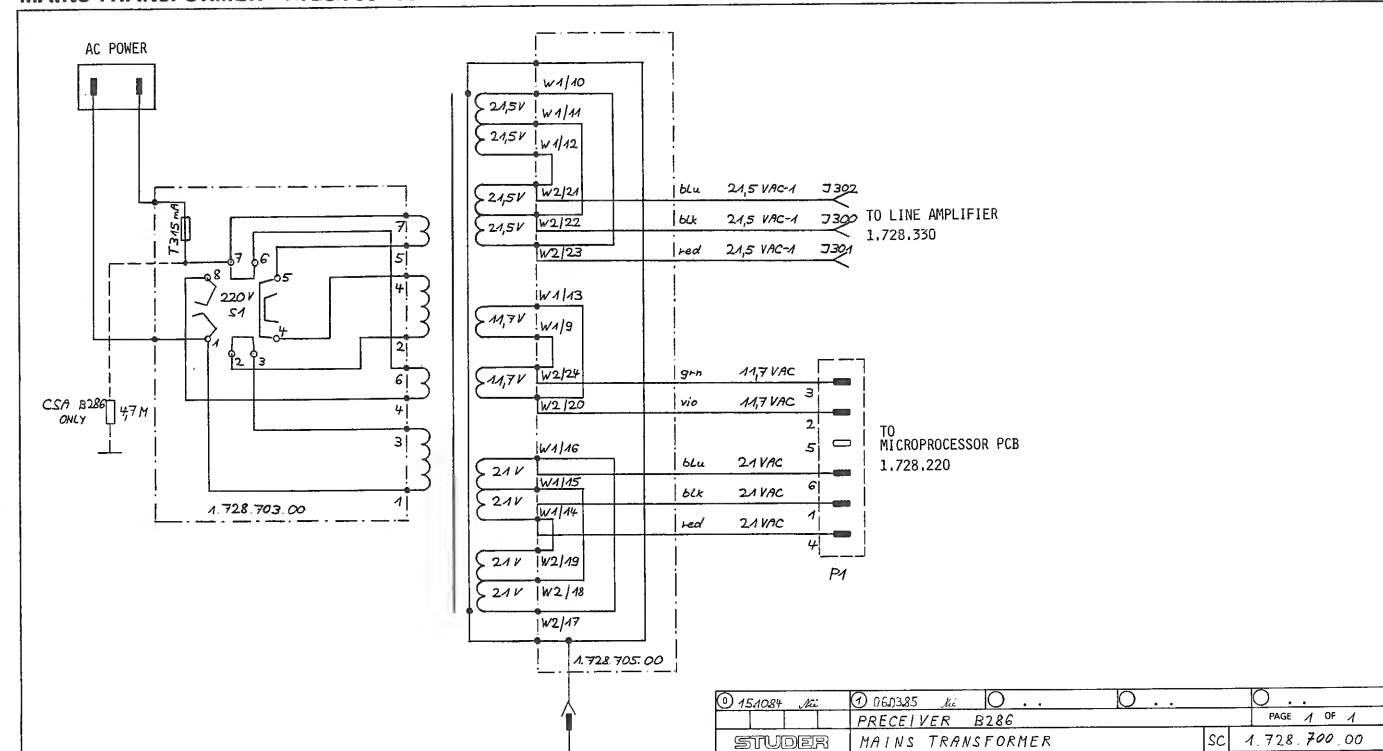 AC POWER
T315mA
7
6
8
5
220V
S1
4
1
2
3
7
5
4
2
6
4
3
1
CSA B286
ONLY
4,7M
1.728.703.00
W1/10
21,5V
W1/11
21,5V
W1/12
21,5V
W2/21
21,5V
W2/22
W2/23
blu 21,5 VAC-1 J302
blk 21,5 VAC-1 J300
red 21,5 VAC-1 J301
TO LINE AMPLIFIER
1.728.330
W1/13
11,7V
W1/9
11,7V
W2/24
W2/20
grn 11,7 VAC 3
vio 11,7 VAC 2
5
TO
MICROPROCESSOR PCB
1.728.220
W1/16
21V
W1/15
21V
W1/14
blu 21VAC 6
blk 21VAC 1
red 21VAC 4
P1
21V
W2/19
21V
W2/18
W2/17
1.728.705.00
0 151084 1 060385
PRECEIVER B286 PAGE 1 OF 1
STUDER MAINS TRANSFORMER SC 1.728.700.00